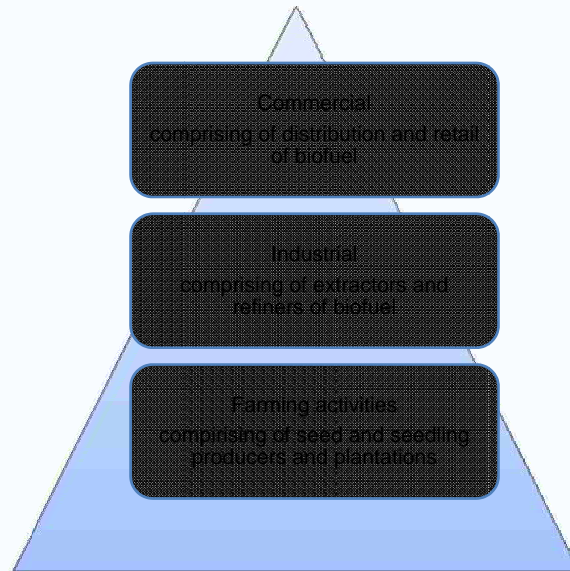 Commercial
comprising of distribution and retail
of biofuel
Industrial
comprising of extractors and
refiners of biofuel
Farming activities
comprising of seed and seedling
producers and plantations